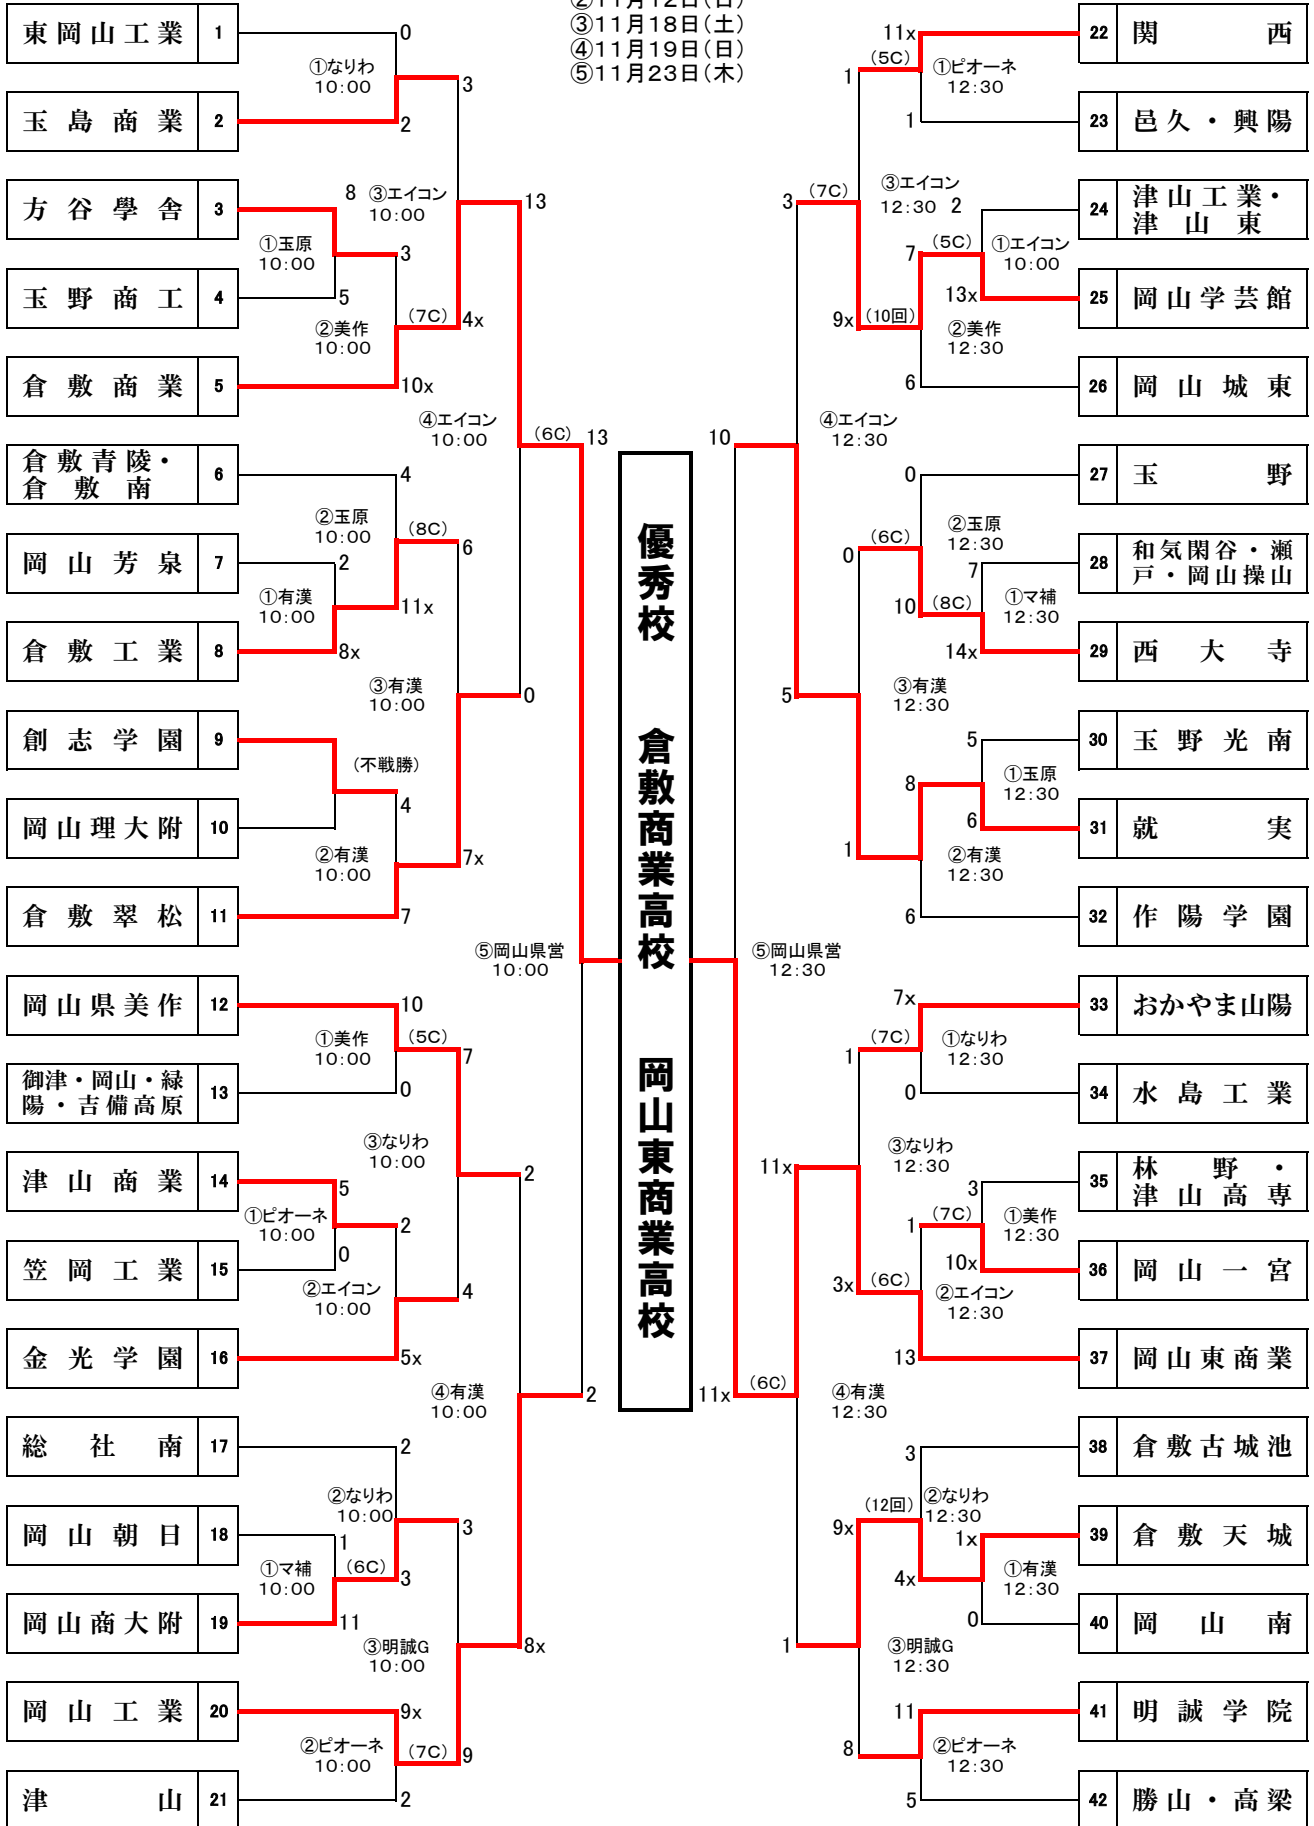 ②11月12日(日)
③11月18日(土)
④11月19日(日)
⑤11月23日(木)
東岡山工業 1
0
①なりわ
10:00
3
玉島商業 2
2
方谷學舎 3
8
③エイコン
10:00
13
①玉原
10:00
3
玉野商工 4
5
②美作
10:00
(7C)
4x
倉敷商業 5
10x
④エイコン
10:00
(6C)
13
倉敷青陵・
倉敷南 6
4
②玉原
10:00
(8C)
6
岡山芳泉 7
2
①有漢
10:00
11x
倉敷工業 8
8x
③有漢
10:00
0
創志学園 9
(不戦勝)
4
岡山理大附 10
②有漢
10:00
7x
倉敷翠松 11
7
⑤岡山県営
10:00
岡山県美作 12
10
①美作
10:00
(5C)
7
御津・岡山・緑
陽・吉備高原 13
0
③なりわ
10:00
2
津山商業 14
5
①ピオーネ
10:00
2
笠岡工業 15
0
②エイコン
10:00
4
金光学園 16
5x
④有漢
10:00
2
総社南 17
2
②なりわ
10:00
3
岡山朝日 18
1
①マ補
10:00
(6C)
3
岡山商大附 19
11
③明誠G
10:00
8x
岡山工業 20
9x
②ピオーネ
10:00
(7C)
9
津山 21
2
優秀校 倉敷商業高校 岡山東商業高校
11x
22 関西
(5C)
①ピオーネ
12:30
1
1
23 邑久・興陽
3
(7C)
③エイコン
12:30
2
24 津山工業・
津山東
7
(5C)
①エイコン
10:00
13x
25 岡山学芸館
9x
(10回)
②美作
12:30
6
26 岡山城東
10
④エイコン
12:30
0
27 玉野
②玉原
12:30
0
(6C)
7
28 和気閑谷・瀬
戸・岡山操山
10
(8C)
①マ補
12:30
14x
29 西大寺
5
③有漢
12:30
5
30 玉野光南
8
①玉原
12:30
6
31 就実
1
②有漢
12:30
6
32 作陽学園
⑤岡山県営
12:30
7x
33 おかやま山陽
1
(7C)
①なりわ
12:30
0
34 水島工業
11x
③なりわ
12:30
3
35 林野・
津山高専
1
(7C)
①美作
12:30
10x
36 岡山一宮
3x
(6C)
②エイコン
12:30
13
37 岡山東商業
11x
(6C)
④有漢
12:30
3
38 倉敷古城池
9x
(12回)
②なりわ
12:30
1x
39 倉敷天城
4x
①有漢
12:30
0
40 岡山南
1
③明誠G
12:30
11
41 明誠学院
8
②ピオーネ
12:30
5
42 勝山・高梁